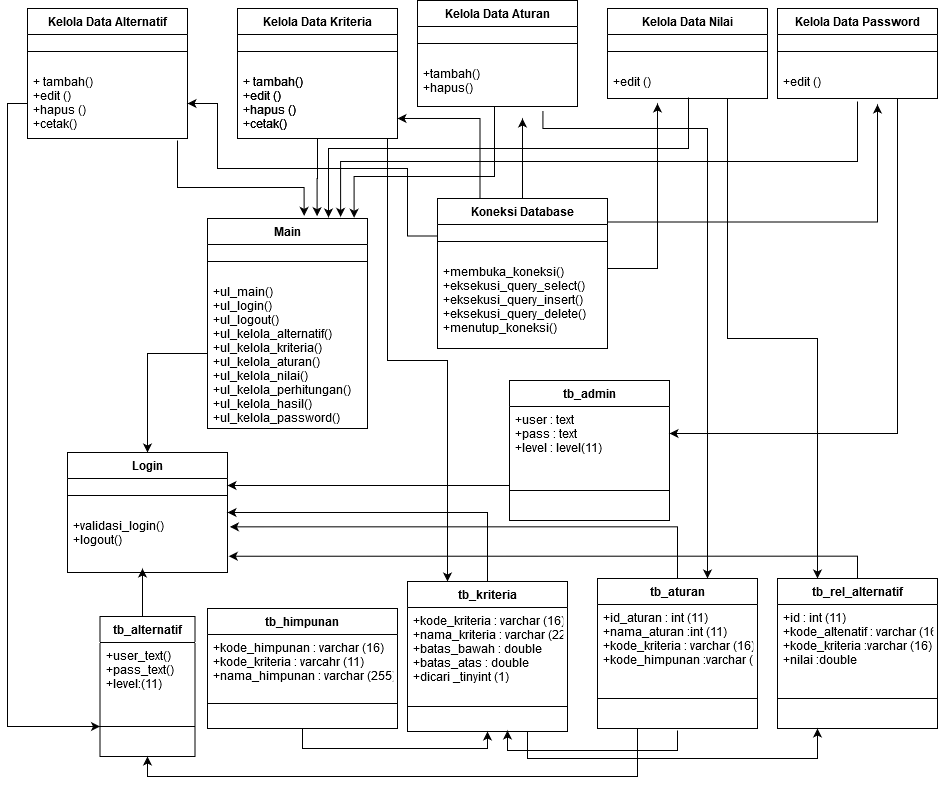 Kelola Data Alternatif
+ tambah()
+edit ()
+hapus ()
+cetak()
Kelola Data Kriteria
+ tambah()
+edit ()
+hapus ()
+cetak()
Kelola Data Aturan
+tambah()
+hapus()
Kelola Data Nilai
+edit ()
Kelola Data Password
+edit ()
Main
+ul_main()
+ul_login()
+ul_logout()
+ul_kelola_alternatif()
+ul_kelola_kriteria()
+ul_kelola_aturan()
+ul_kelola_nilai()
+ul_kelola_perhitungan()
+ul_kelola_hasil()
+ul_kelola_password()
Koneksi Database
+membuka_koneksi()
+eksekusi_query_select()
+eksekusi_query_insert()
+eksekusi_query_delete()
+menutup_koneksi()
tb_admin
+user : text
+pass : text
+level : level(11)
Login
+validasi_login()
+logout()
tb_alternatif
+user_text()
+pass_text()
+level:(11)
tb_himpunan
+kode_himpunan : varchar (16)
+kode_kriteria : varcahr (11)
+nama_himpunan : varchar (255)
tb_kriteria
+kode_kriteria : varchar (16)
+nama_kriteria : varchar (22
+batas_bawah : double
+batas_atas : double
+dicari _tinyint (1)
tb_aturan
+id_aturan : int (11)
+nama_aturan :int (11)
+kode_kriteria : varchar (16)
+kode_himpunan :varchar (
tb_rel_alternatif
+id : int (11)
+kode_altenatif : varchar (16
+kode_kriteria :varchar (16)
+nilai :double